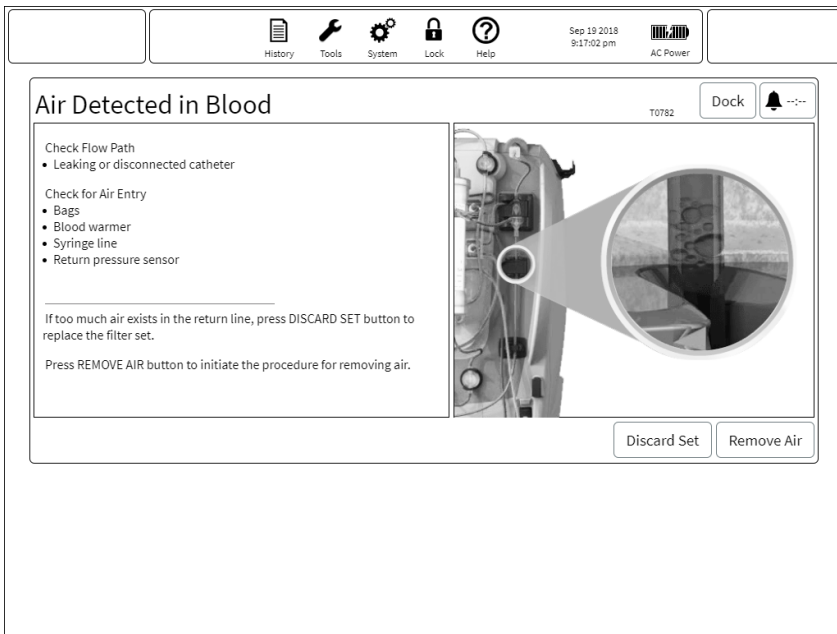 History
Tools
System
Lock
Help
Sep 19 2018
9:17:02 pm
AC Power
Air Detected in Blood
T0782
Dock
--:--
Check Flow Path
• Leaking or disconnected catheter
Check for Air Entry
• Bags
• Blood warmer
• Syringe line
• Return pressure sensor
If too much air exists in the return line, press DISCARD SET button to
replace the filter set.
Press REMOVE AIR button to initiate the procedure for removing air.
Discard Set
Remove Air